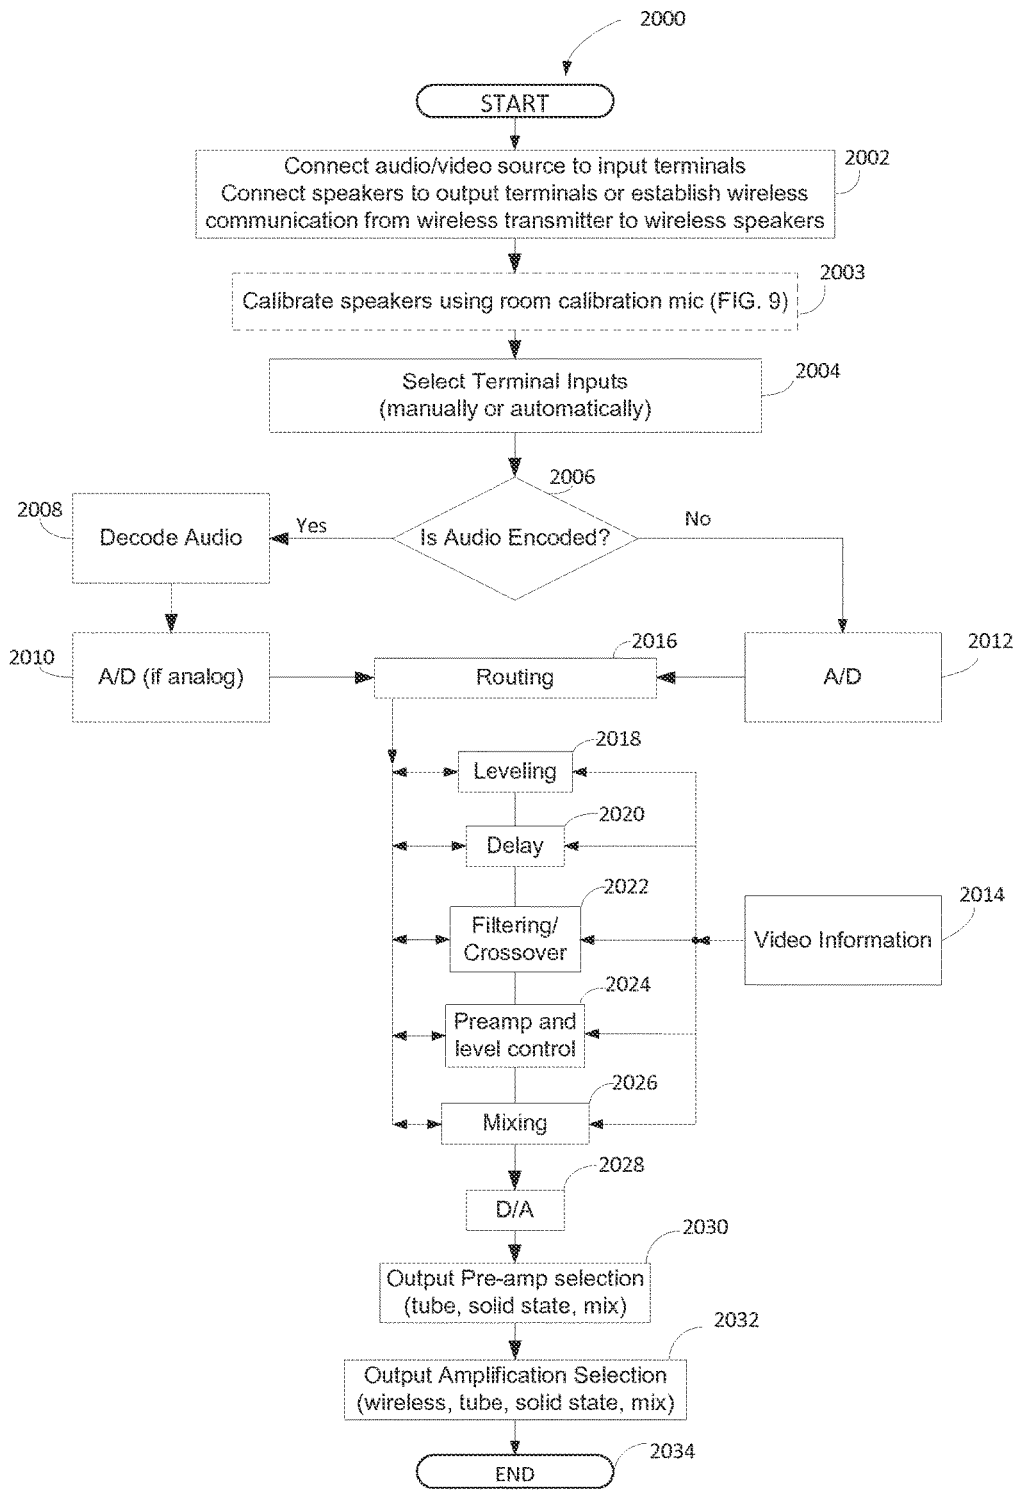 2000
START
2002
Connect audio/video source to input terminals
Connect speakers to output terminals or establish wireless
communication from wireless transmitter to wireless speakers
2003
Calibrate speakers using room calibration mic (FIG. 9)
2004
Select Terminal Inputs
(manually or automatically)
2006
Is Audio Encoded?
Yes
No
2008
Decode Audio
2010
A/D (if analog)
2016
Routing
2012
A/D
2018
Leveling
2020
Delay
2022
Filtering/
Crossover
2014
Video Information
2024
Preamp and
level control
2026
Mixing
2028
D/A
2030
Output Pre-amp selection
(tube, solid state, mix)
2032
Output Amplification Selection
(wireless, tube, solid state, mix)
2034
END